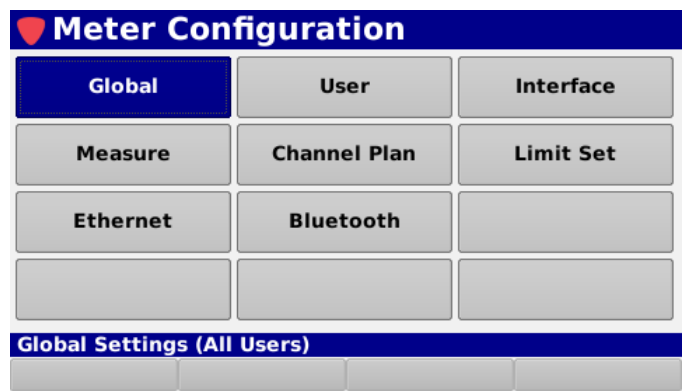 Meter Configuration
Global User Interface
Measure Channel Plan Limit Set
Ethernet Bluetooth
Global Settings (All Users)